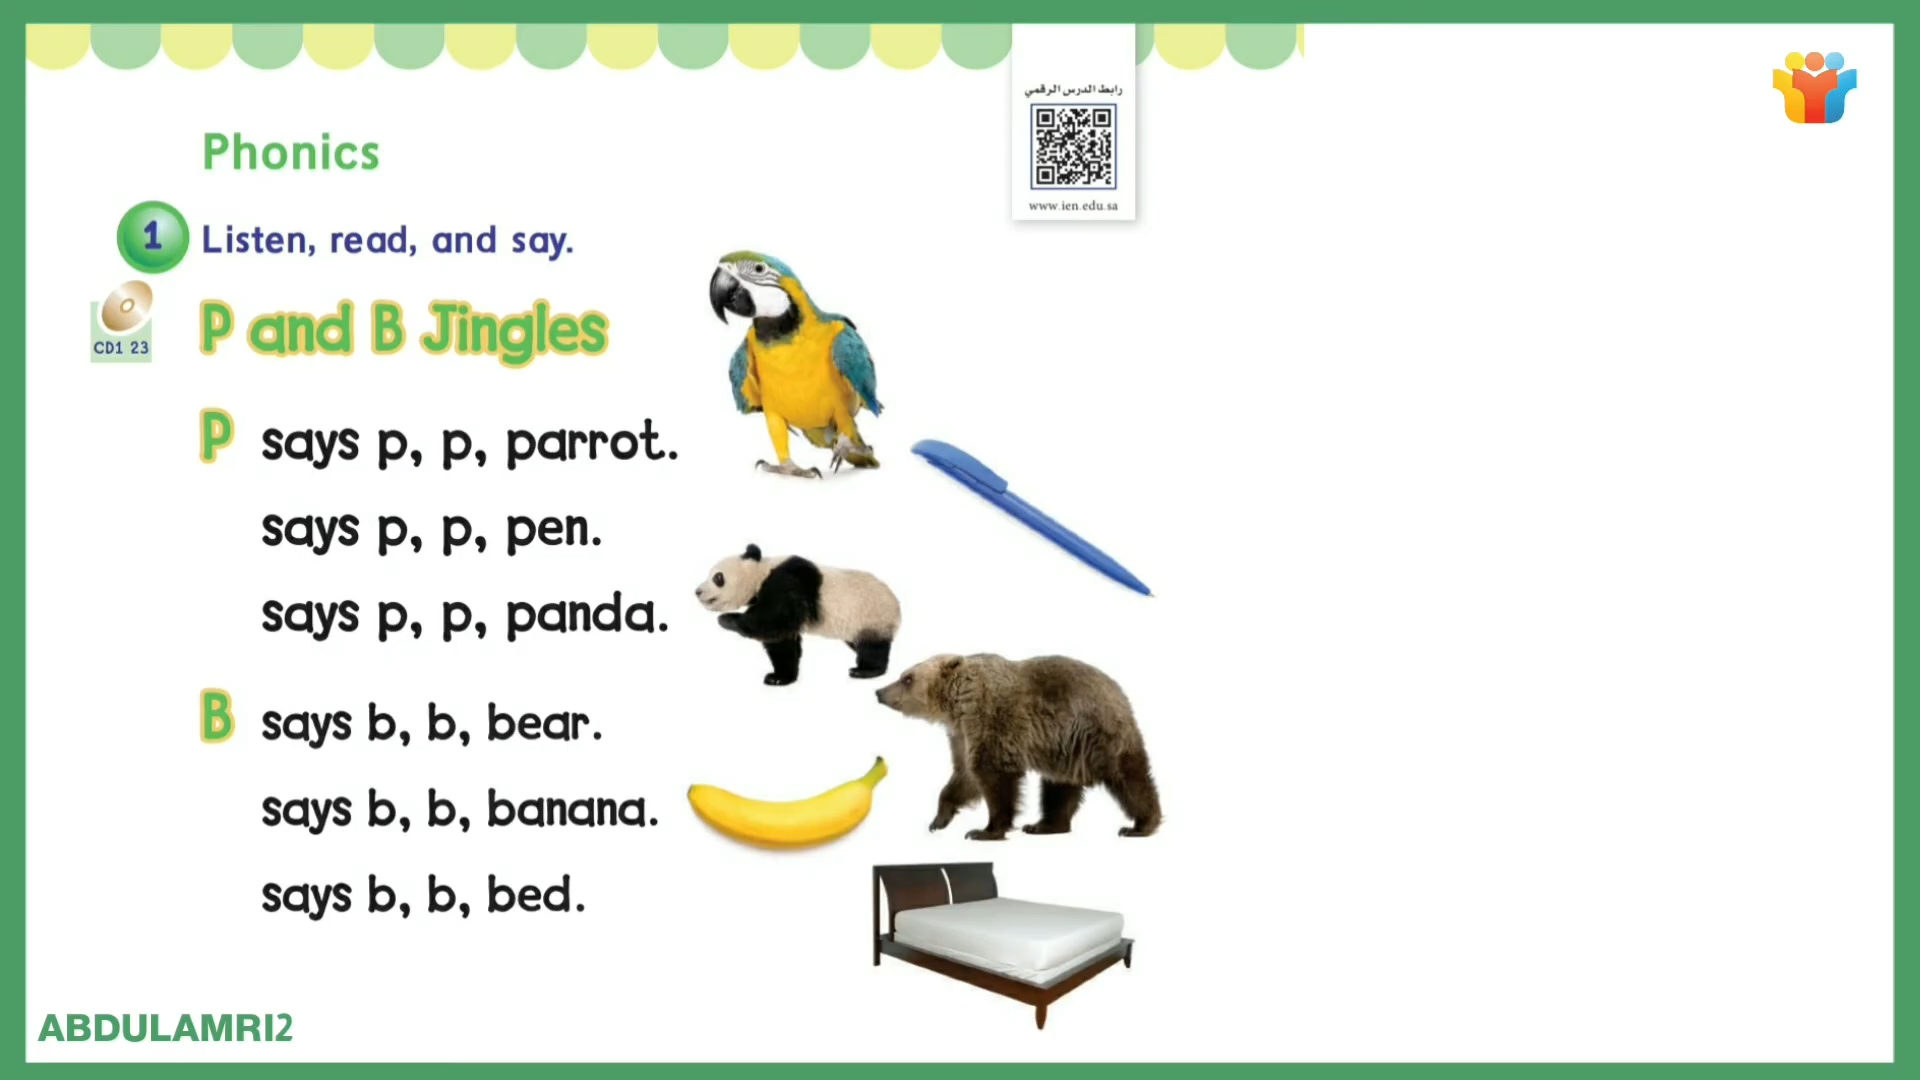 رابط الدرس الرقمي
www.ien.edu.sa
Phonics
1 Listen, read, and say.
CD1 23
P and B Jingles
P says p, p, parrot.
says p, p, pen.
says p, p, panda.
B says b, b, bear.
says b, b, banana.
says b, b, bed.
ABDULAMRI2